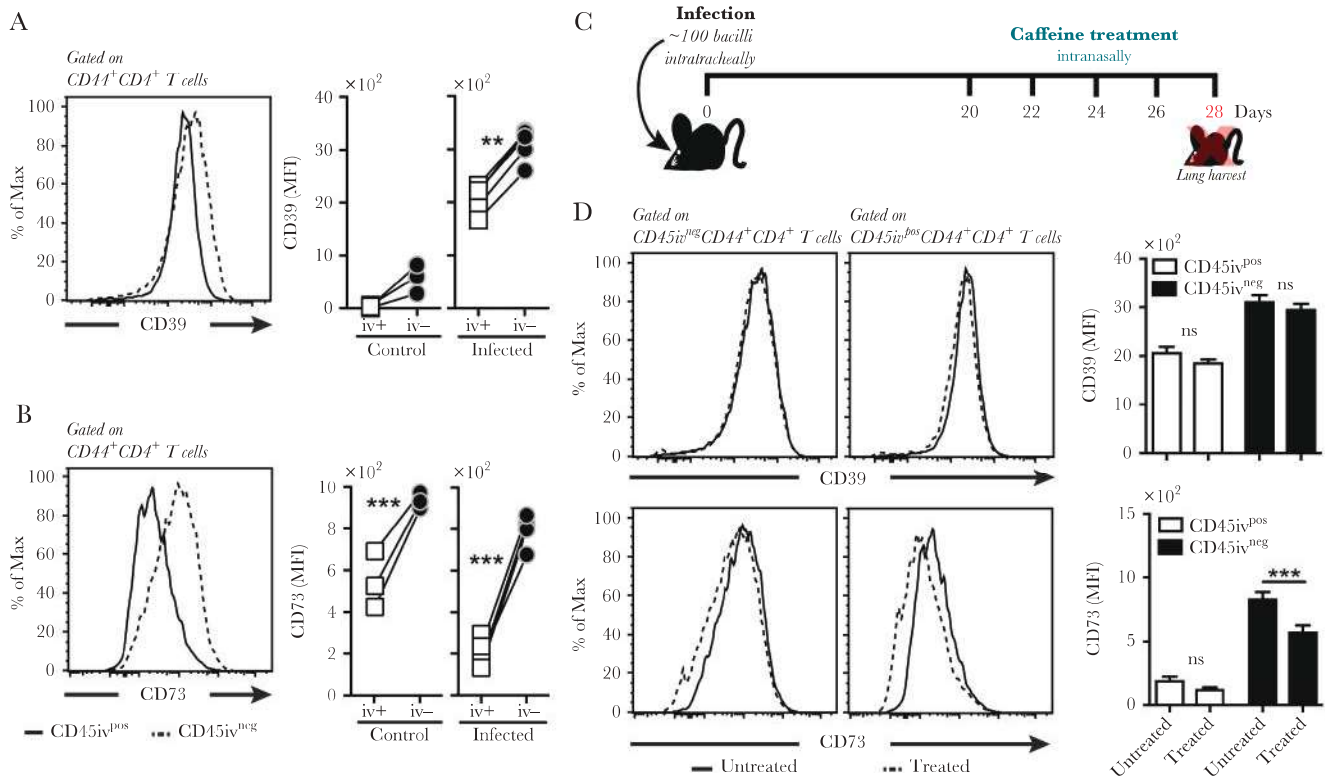 A
Gated on
CD44+CD4+ T cells
% of Max
100
80
60
40
20
0
CD39
×10²
×10²
CD39 (MFI)
40
30
20
10
0
**
iv+
iv–
iv+
iv–
Control
Infected
B
Gated on
CD44+CD4+ T cells
% of Max
100
80
60
40
20
0
CD73
CD45ivpos
CD45ivneg
×10²
×10²
CD73 (MFI)
10
8
6
4
2
0
***
***
iv+
iv–
iv+
iv–
Control
Infected
C
Infection
~100 bacilli
intratracheally
Caffeine treatment
intranasally
0
20
22
24
26
28
Days
Lung harvest
D
Gated on
CD45ivnegCD44+CD4+ T cells
Gated on
CD45ivposCD44+CD4+ T cells
% of Max
100
80
60
40
20
0
CD39
×10²
CD45ivpos
CD45ivneg
CD39 (MFI)
40
30
20
10
0
ns
ns
% of Max
100
80
60
40
20
0
CD73
Untreated
Treated
×10²
CD45ivpos
CD45ivneg
CD73 (MFI)
15
10
5
0
ns
***
Untreated
Treated
Untreated
Treated